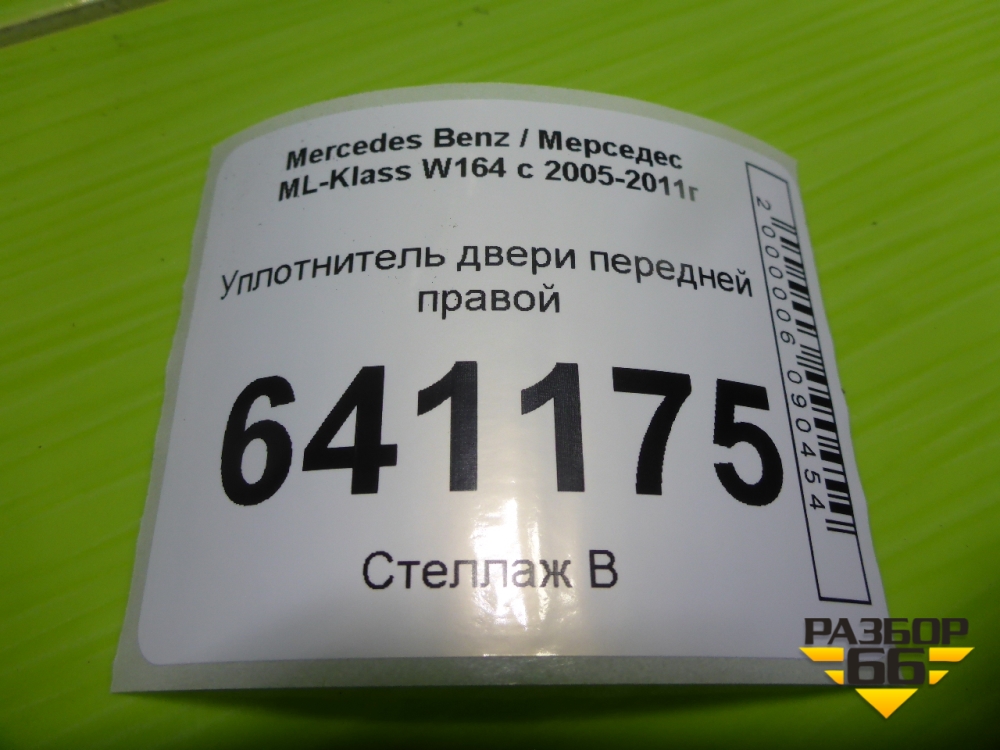 Mercedes Benz / Мерседес
ML-Klass W164 с 2005-2011г
Уплотнитель двери передней
правой
641175
Стеллаж В
2000006090454
РАЗБОР
66